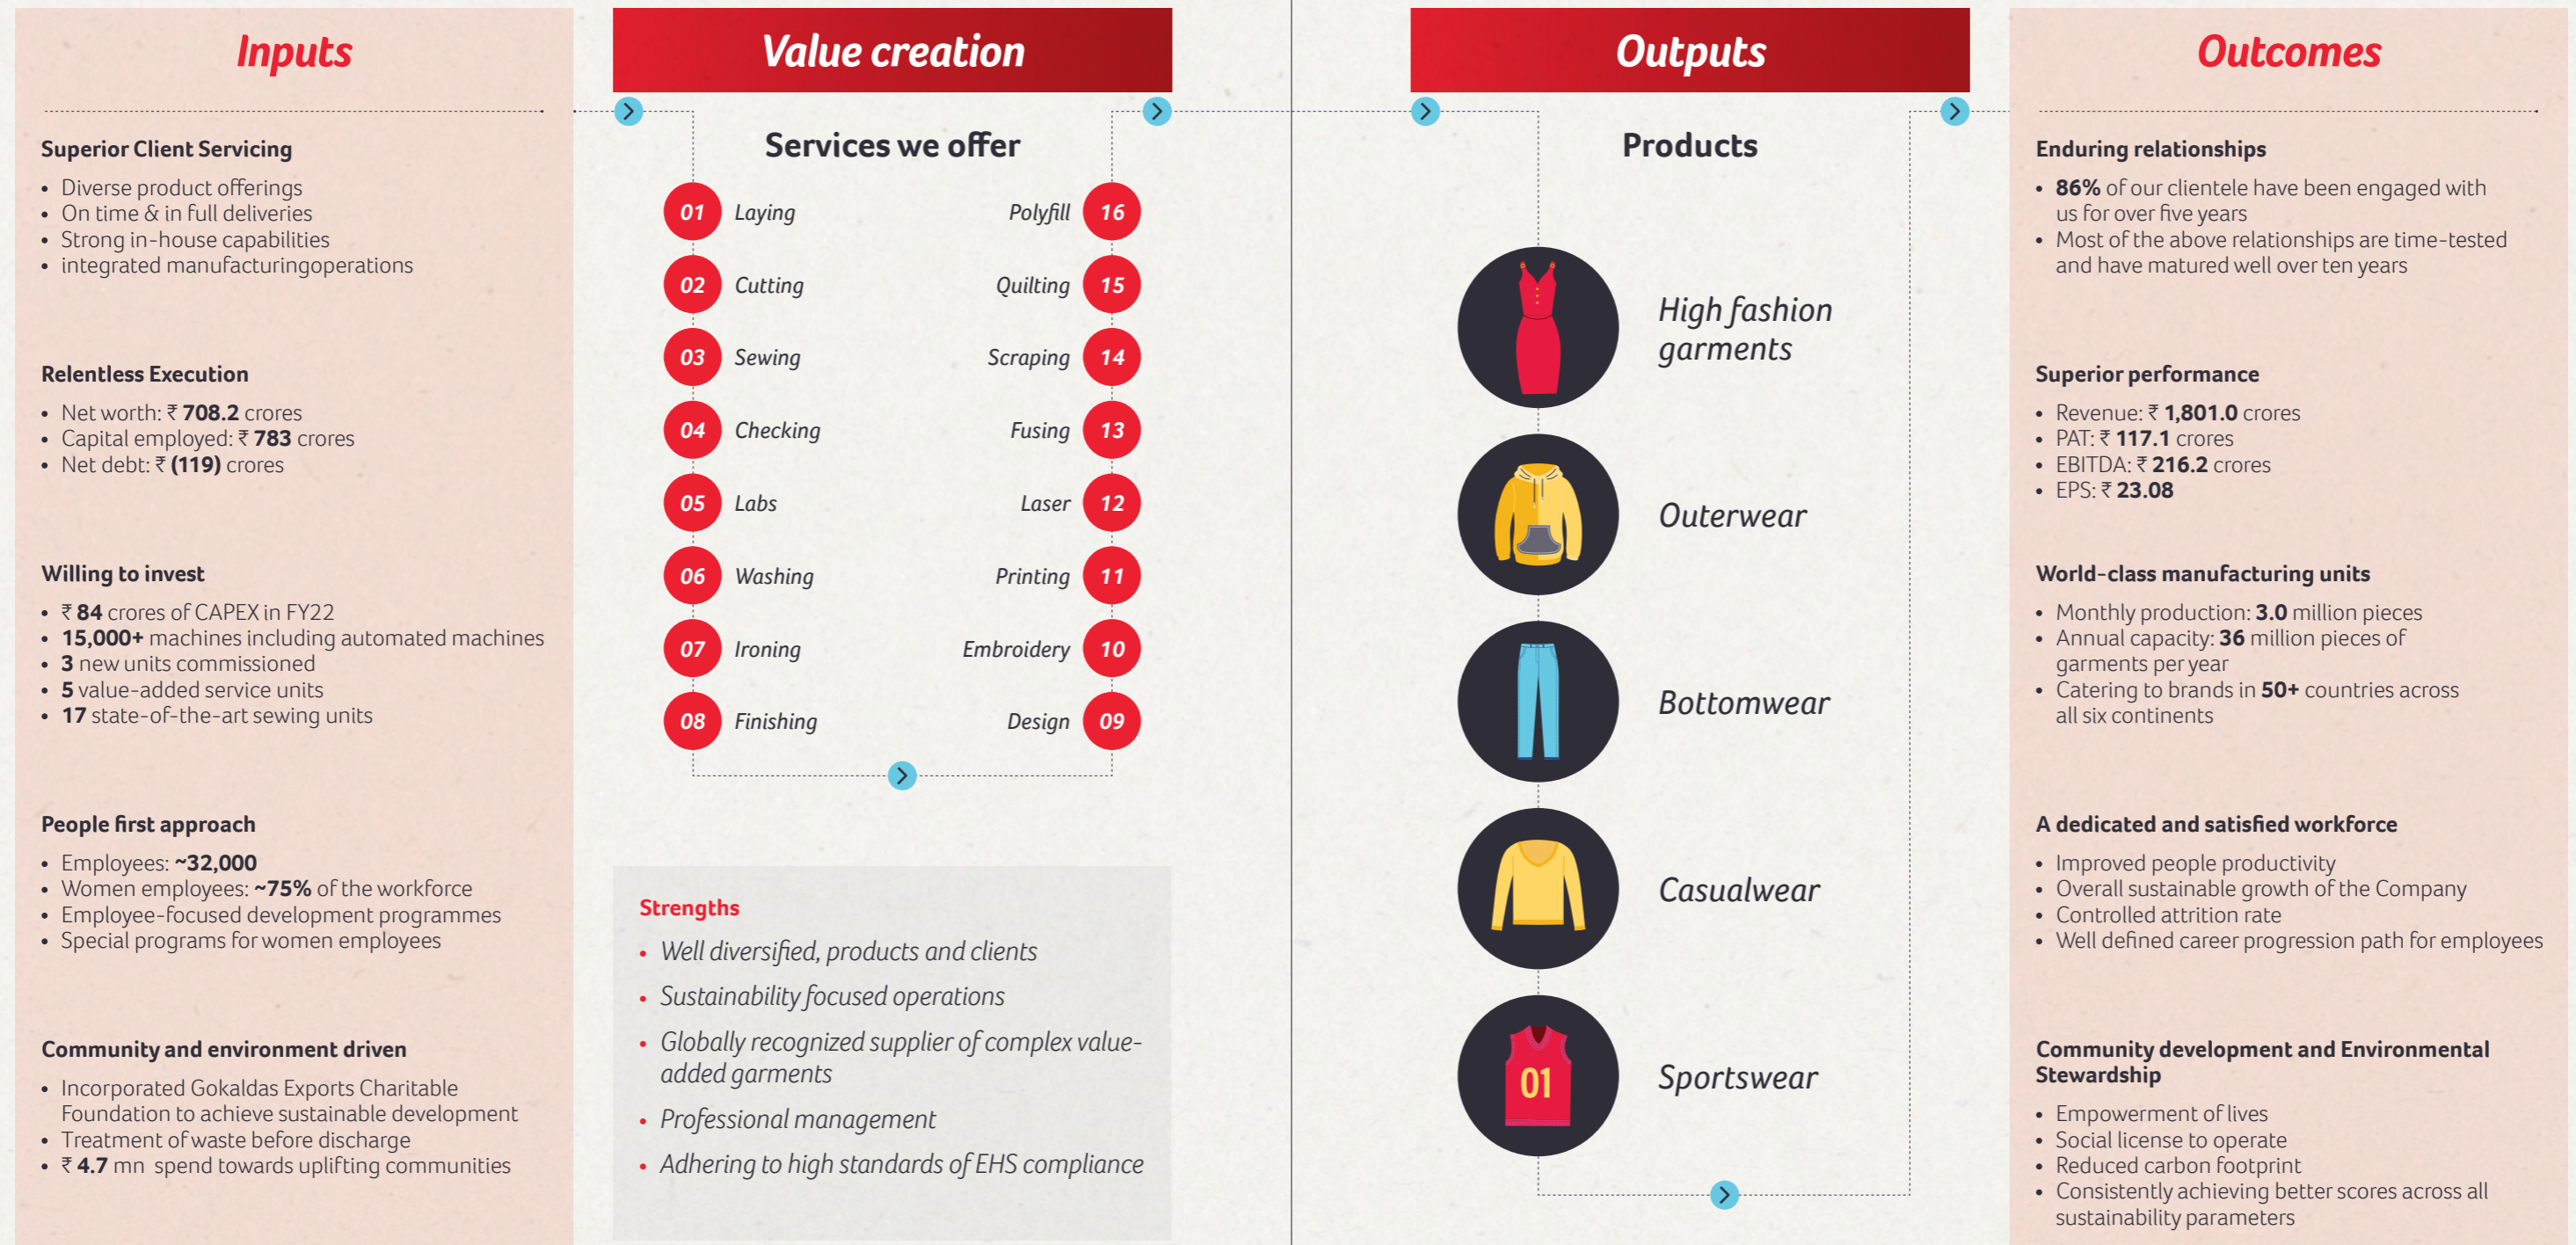 Inputs
Superior Client Servicing
• Diverse product offerings
• On time & in full deliveries
• Strong in-house capabilities
• integrated manufacturingoperations
Relentless Execution
• Net worth: ₹ 708.2 crores
• Capital employed: ₹ 783 crores
• Net debt: ₹ (119) crores
Willing to invest
• ₹ 84 crores of CAPEX in FY22
• 15,000+ machines including automated machines
• 3 new units commissioned
• 5 value-added service units
• 17 state-of-the-art sewing units
People first approach
• Employees: ~32,000
• Women employees: ~75% of the workforce
• Employee-focused development programmes
• Special programs for women employees
Community and environment driven
• Incorporated Gokaldas Exports Charitable
Foundation to achieve sustainable development
• Treatment of waste before discharge
• ₹ 4.7 mn spend towards uplifting communities
Value creation
Services we offer
01 Laying
02 Cutting
03 Sewing
04 Checking
05 Labs
06 Washing
07 Ironing
08 Finishing
Polyfill 16
Quilting 15
Scraping 14
Fusing 13
Laser 12
Printing 11
Embroidery 10
Design 09
Strengths
• Well diversified, products and clients
• Sustainability focused operations
• Globally recognized supplier of complex value-
added garments
• Professional management
• Adhering to high standards of EHS compliance
Outputs
Products
High fashion
garments
Outerwear
Bottomwear
Casualwear
01
Sportswear
Outcomes
Enduring relationships
• 86% of our clientele have been engaged with
us for over five years
• Most of the above relationships are time-tested
and have matured well over ten years
Superior performance
• Revenue: ₹ 1,801.0 crores
• PAT: ₹ 117.1 crores
• EBITDA: ₹ 216.2 crores
• EPS: ₹ 23.08
World-class manufacturing units
• Monthly production: 3.0 million pieces
• Annual capacity: 36 million pieces of
garments per year
• Catering to brands in 50+ countries across
all six continents
A dedicated and satisfied workforce
• Improved people productivity
• Overall sustainable growth of the Company
• Controlled attrition rate
• Well defined career progression path for employees
Community development and Environmental
Stewardship
• Empowerment of lives
• Social license to operate
• Reduced carbon footprint
• Consistently achieving better scores across all
sustainability parameters